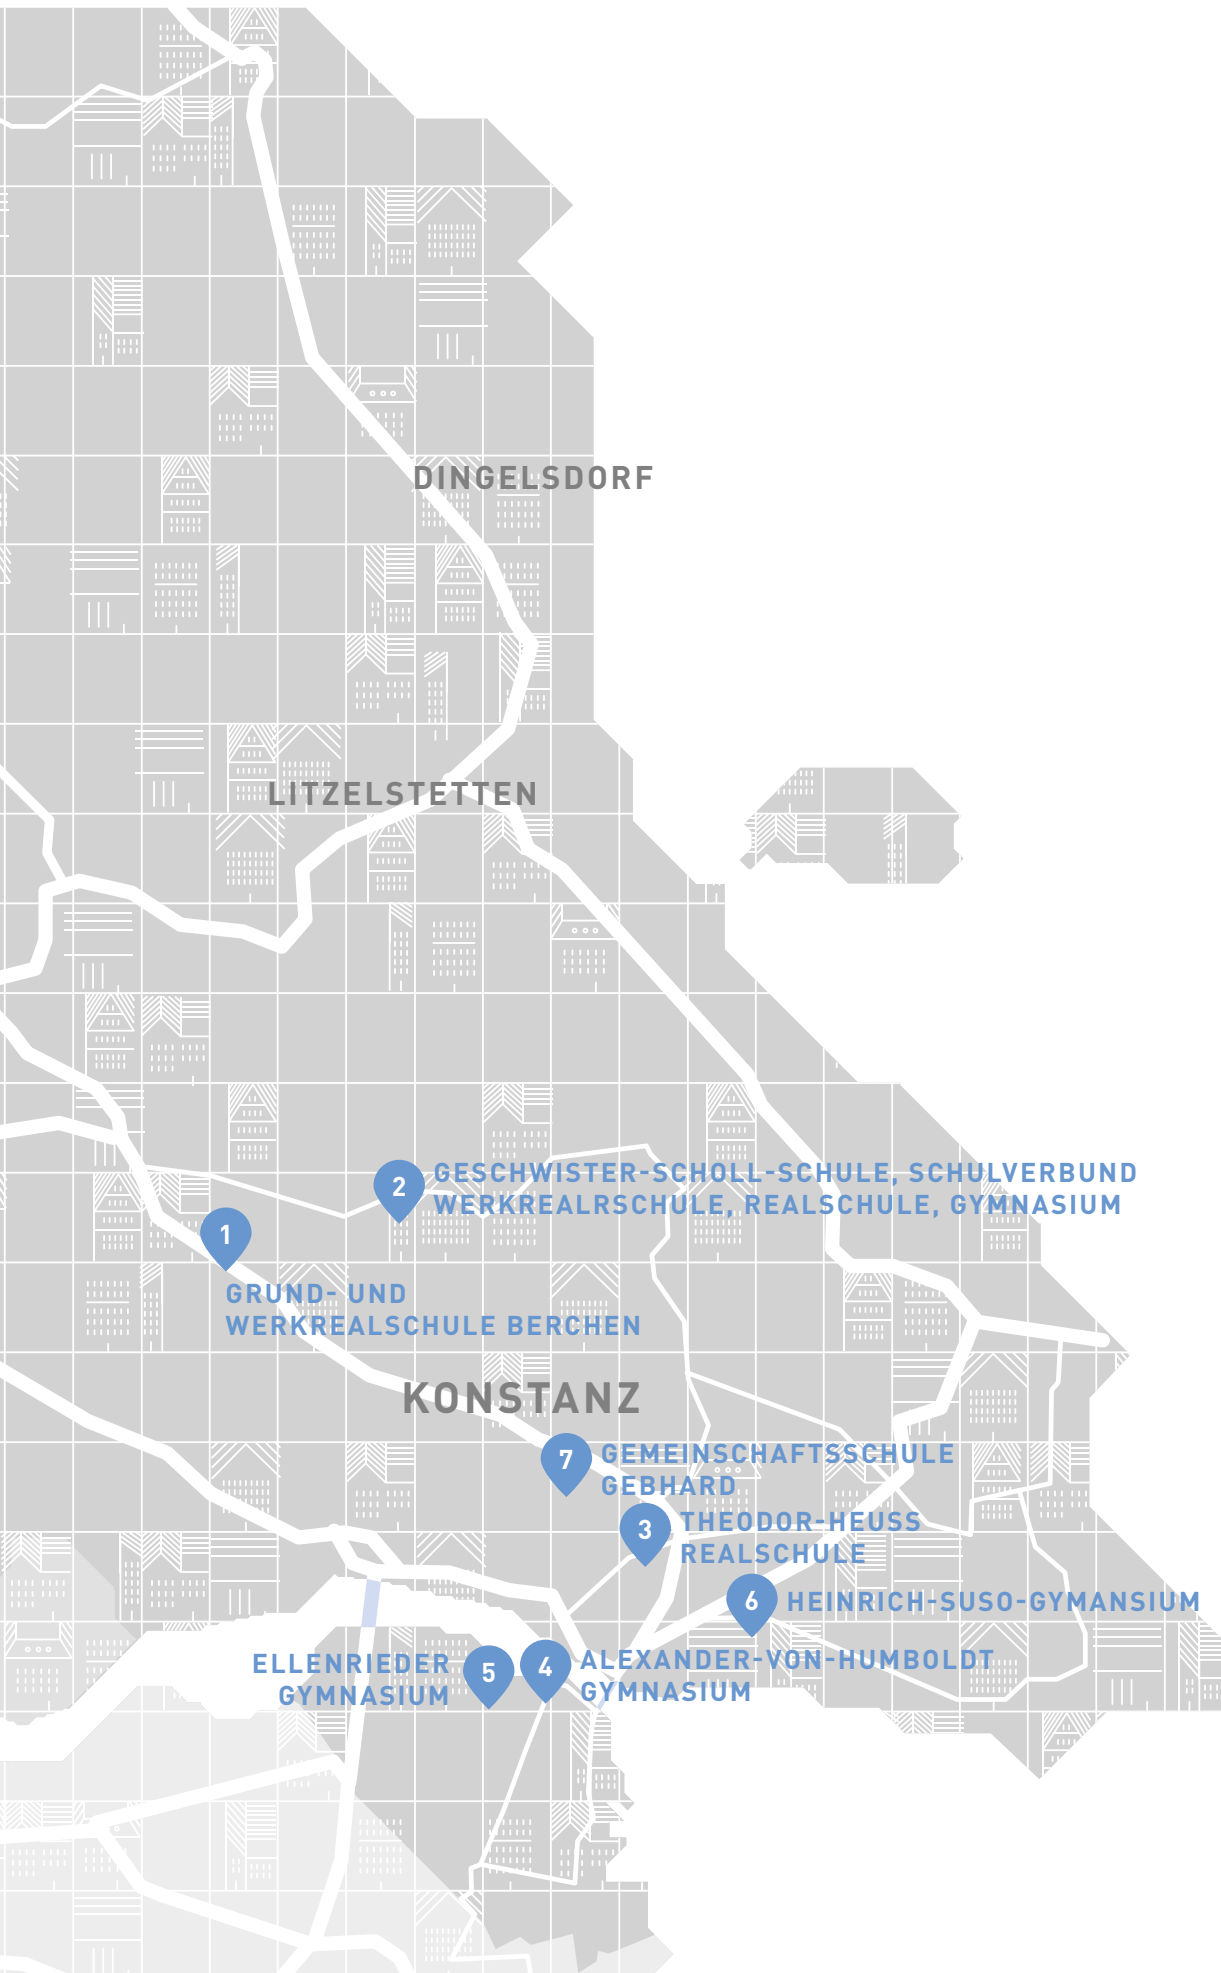 DINGELSDORF
LITZELSTETTEN
2
GESCHWISTER-SCHOLL-SCHULE, SCHULVERBUND
WERKREALRSCHULE, REALSCHULE, GYMNASIUM
1
GRUND- UND
WERKREALSCHULE BERCHEN
KONSTANZ
7
GEMEINSCHAFTSSCHULE
GEBHARD
3
THEODOR-HEUSS
REALSCHULE
6
HEINRICH-SUSO-GYMANSIUM
ELLENRIEDER
GYMNASIUM
5
4
ALEXANDER-VON-HUMBOLDT
GYMNASIUM